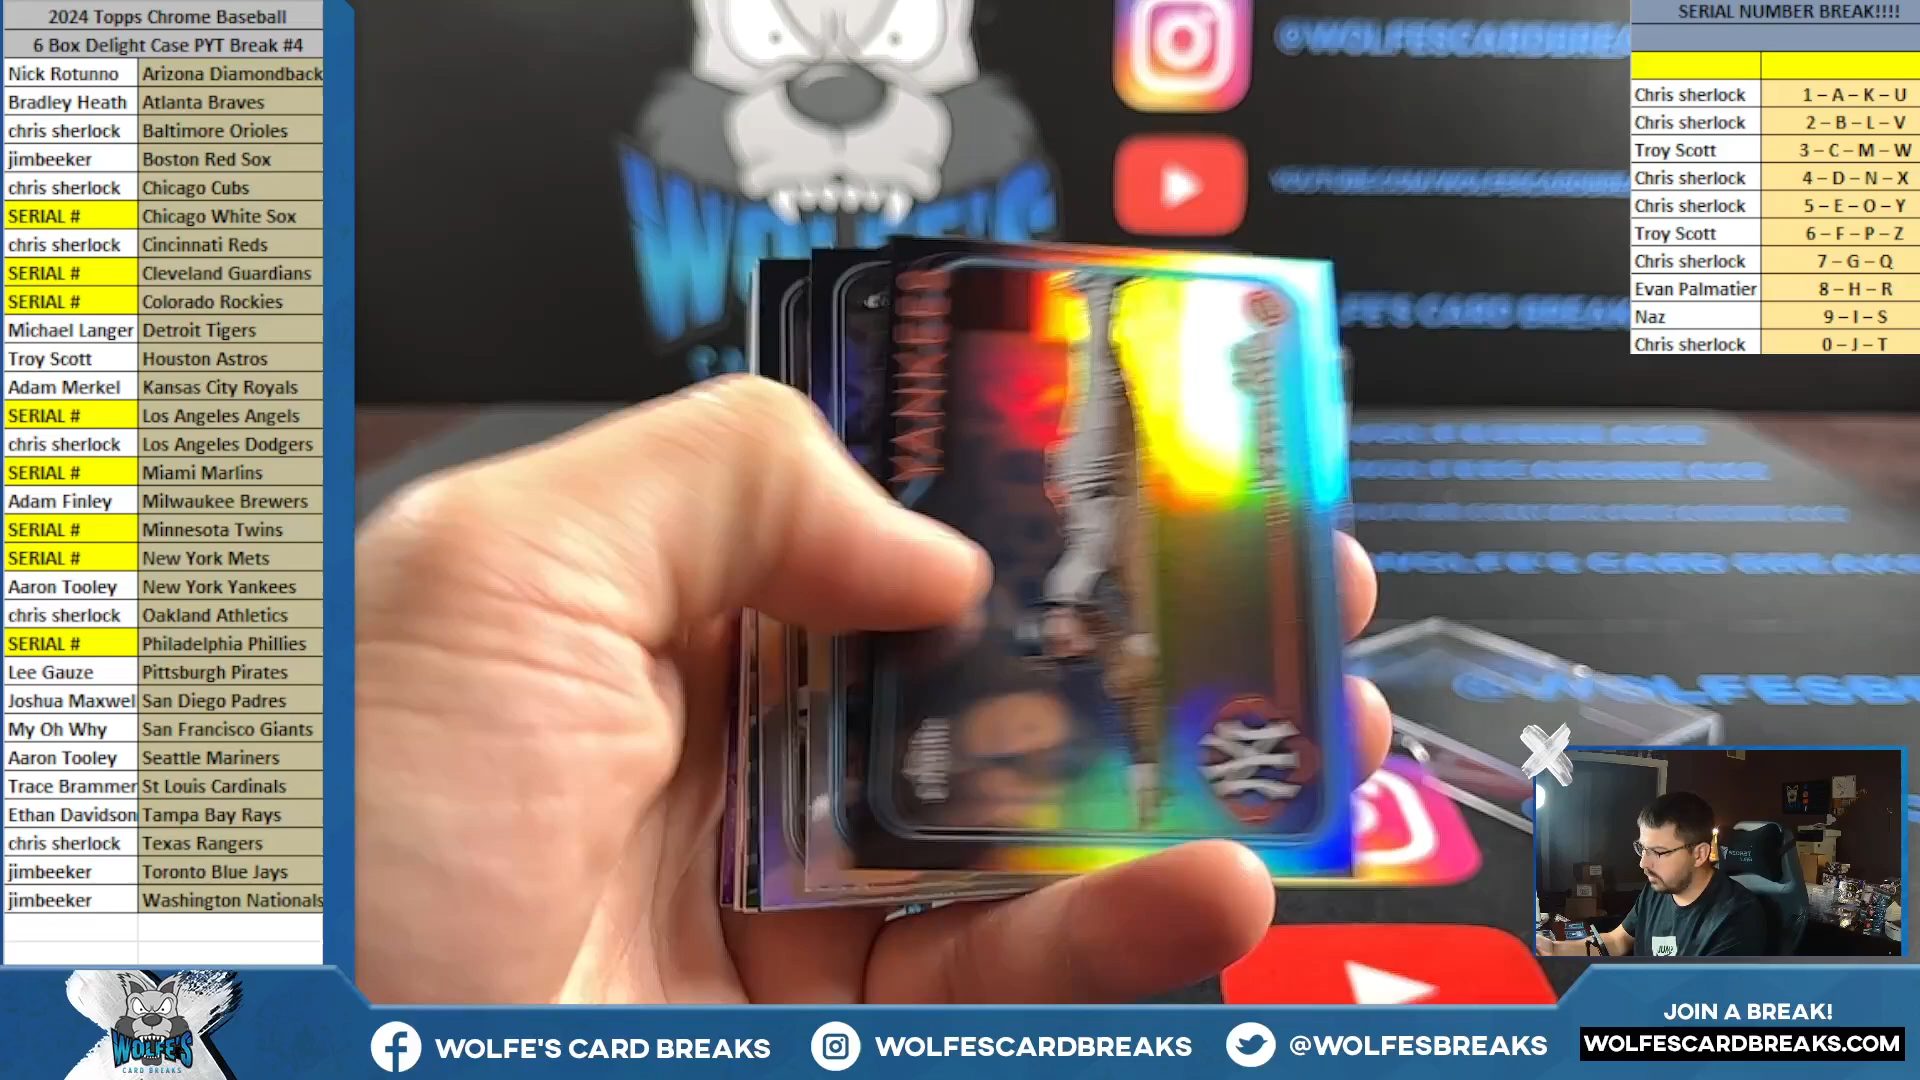 2024 Topps Chrome Baseball
6 Box Delight Case PYT Break #4
Nick Rotunno Arizona Diamondback
Bradley Heath Atlanta Braves
chris sherlock Baltimore Orioles
jimbeeker Boston Red Sox
chris sherlock Chicago Cubs
SERIAL # Chicago White Sox
chris sherlock Cincinnati Reds
SERIAL # Cleveland Guardians
SERIAL # Colorado Rockies
Michael Langer Detroit Tigers
Troy Scott Houston Astros
Adam Merkel Kansas City Royals
SERIAL # Los Angeles Angels
chris sherlock Los Angeles Dodgers
SERIAL # Miami Marlins
Adam Finley Milwaukee Brewers
SERIAL # Minnesota Twins
SERIAL # New York Mets
Aaron Tooley New York Yankees
chris sherlock Oakland Athletics
SERIAL # Philadelphia Phillies
Lee Gauze Pittsburgh Pirates
Joshua Maxwel San Diego Padres
My Oh Why San Francisco Giants
Aaron Tooley Seattle Mariners
Trace Brammer St Louis Cardinals
Ethan Davidson Tampa Bay Rays
chris sherlock Texas Rangers
jimbeeker Toronto Blue Jays
jimbeeker Washington Nationals
SERIAL NUMBER BREAK!!!!
Chris sherlock 1 – A – K – U
Chris sherlock 2 – B – L – V
Troy Scott 3 – C – M – W
Chris sherlock 4 – D – N – X
Chris sherlock 5 – E – O – Y
Troy Scott 6 – F – P – Z
Chris sherlock 7 – G – Q
Evan Palmatier 8 – H – R
Naz 9 – I – S
Chris sherlock 0 – J – T
@WOLFESCARDBREA
WOLFE'S
YANKEES
WOLFE'S
CARD BREAKS
WOLFE'S CARD BREAKS
WOLFESCARDBREAKS
@WOLFESBREAKS
JOIN A BREAK!
WOLFESCARDBREAKS.COM